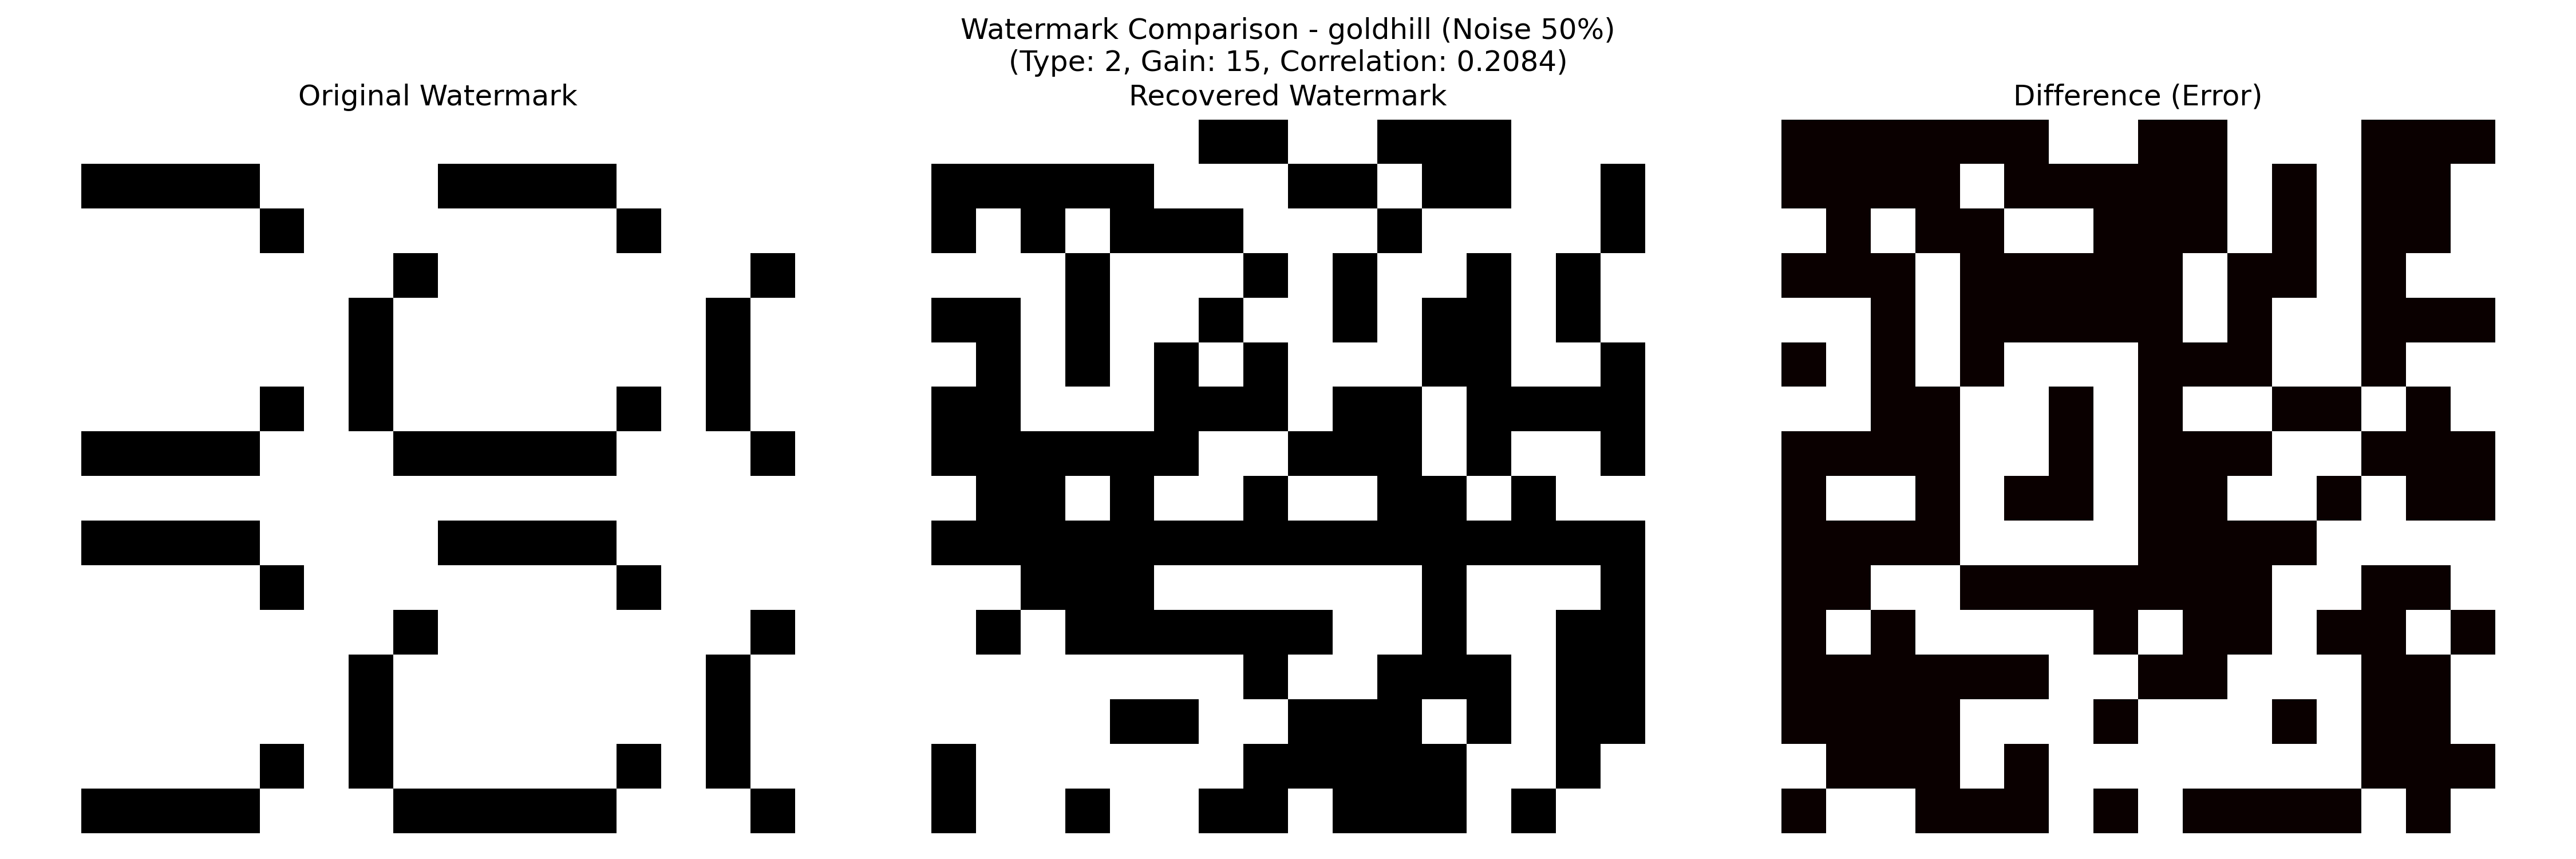 Watermark Comparison - goldhill (Noise 50%)
(Type: 2, Gain: 15, Correlation: 0.2084)
Original Watermark
Recovered Watermark
Difference (Error)